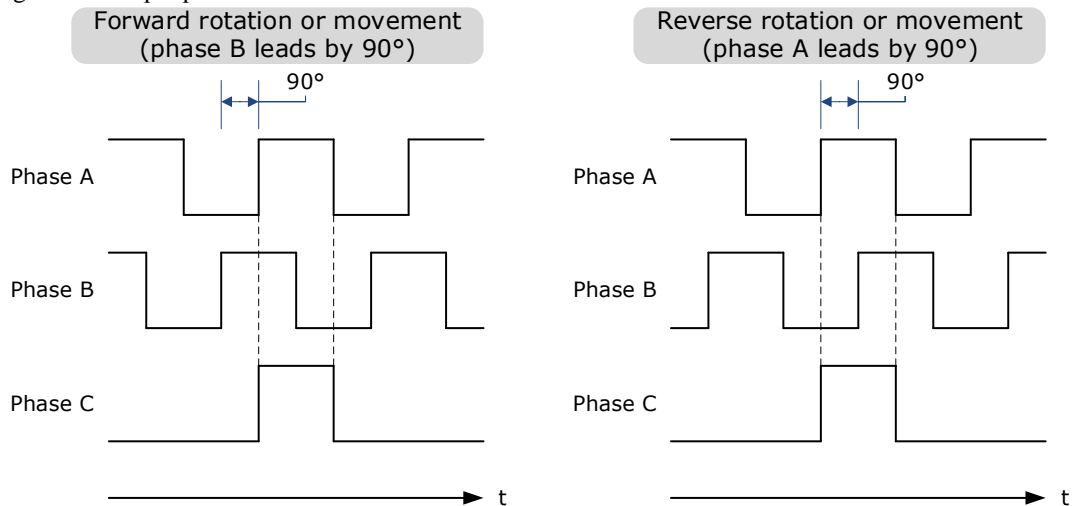 Forward rotation or movement
(phase B leads by 90°)
Reverse rotation or movement
(phase A leads by 90°)
90°
90°
Phase A
Phase A
Phase B
Phase B
Phase C
Phase C
t
t